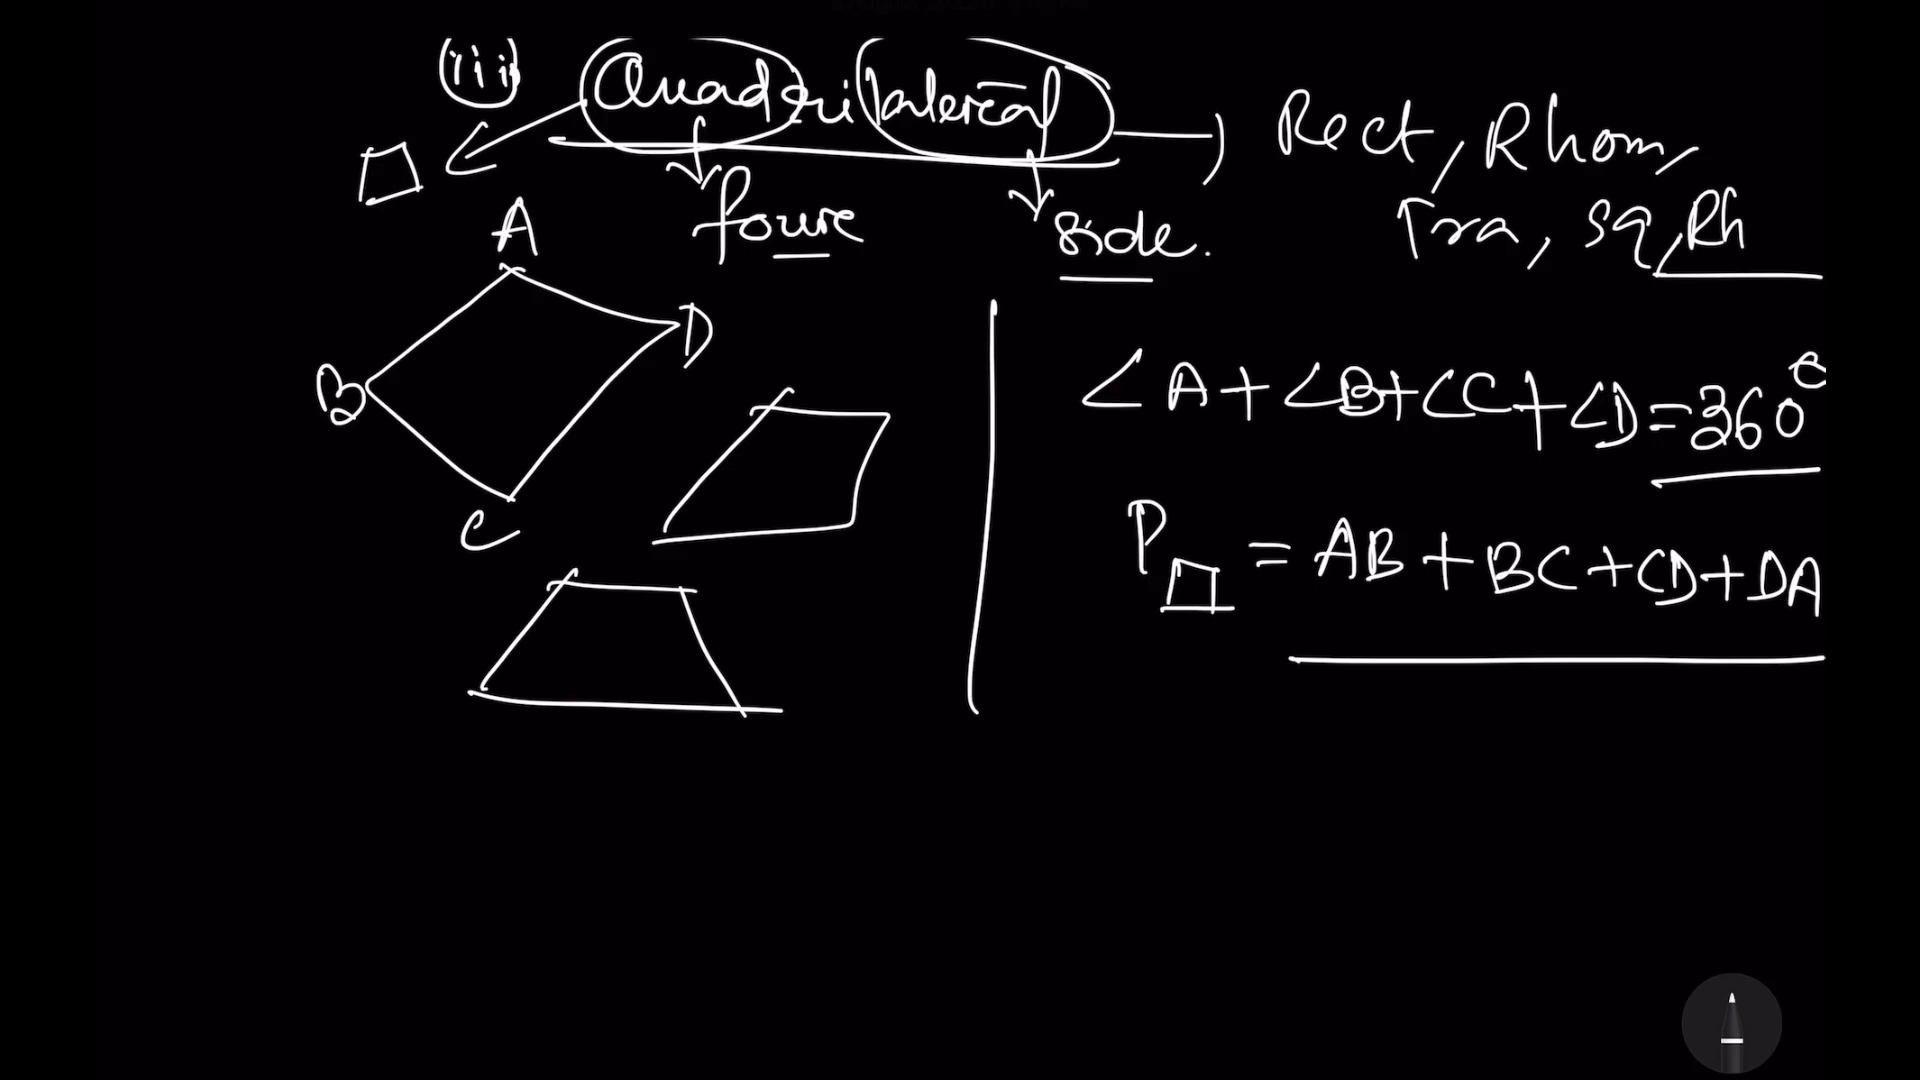 (iii) Quadrilateral → Rect, Rhom,
four side. Tra, sq, Rh
A
D
B
C
∠A+∠B+∠C+∠D=360°
P□ = AB+BC+CD+DA